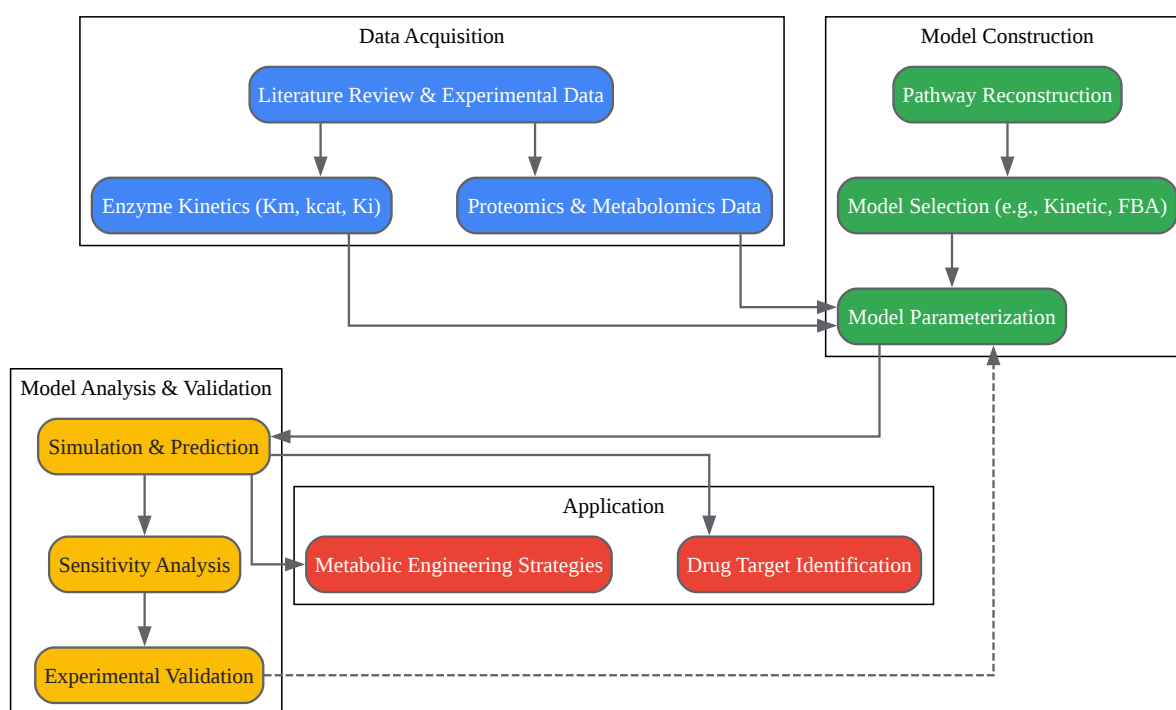 Data Acquisition
Literature Review & Experimental Data
Enzyme Kinetics (Km, kcat, Ki)
Proteomics & Metabolomics Data
Model Construction
Pathway Reconstruction
Model Selection (e.g., Kinetic, FBA)
Model Parameterization
Model Analysis & Validation
Simulation & Prediction
Sensitivity Analysis
Experimental Validation
Application
Metabolic Engineering Strategies
Drug Target Identification